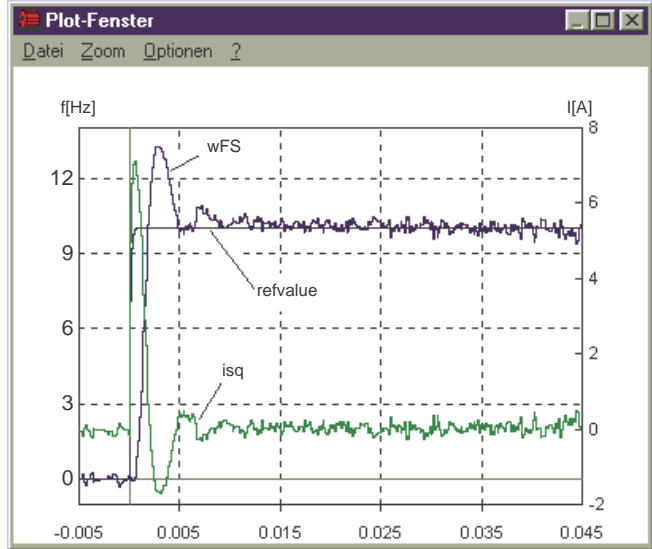 Plot-Fenster
Datei Zoom Optionen ?
f[Hz] I[A]
8
wFS
12
6
9
4
refvalue
6
2
isq
3
0
0
-2
-0.005 0.005 0.015 0.025 0.035 0.045